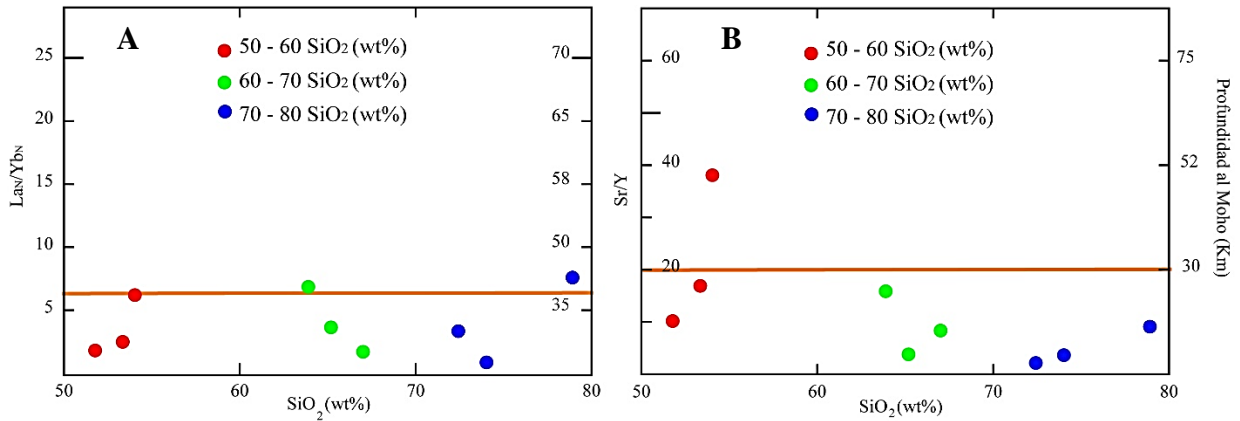 A
50 - 60 SiO2 (wt%)
60 - 70 SiO2 (wt%)
70 - 80 SiO2 (wt%)
25
20
15
10
5
70
65
58
50
35
LaN/YbN
50
60
70
80
SiO2 (wt%)
B
50 - 60 SiO2 (wt%)
60 - 70 SiO2 (wt%)
70 - 80 SiO2 (wt%)
60
40
20
75
52
30
Sr/Y
Profundidad al Moho (Km)
50
60
70
80
SiO2 (wt%)